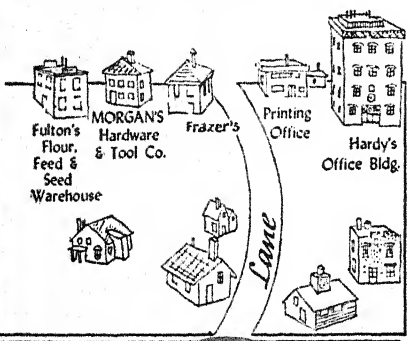 Fulton's
Flour,
Feed &
Seed
Warehouse
MORGAN'S
Hardware
& Tool Co.
Frazer's
Printing
Office
Hardy's
Office Bldg.
Lane